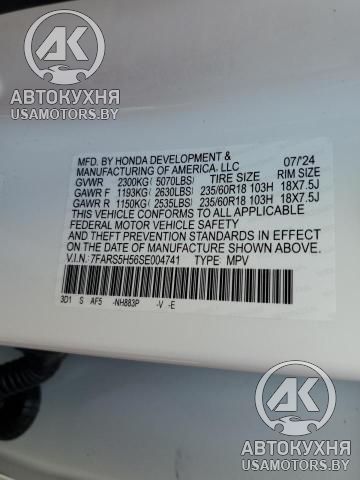 АВТОКУХНЯ
USAMOTORS.BY
АВТОКУХНЯ
USAMOTORS.BY
MFD. BY HONDA DEVELOPMENT & 07/24
MANUFACTURING OF AMERICA, LLC
GVWR 2300KG( 5070LBS) TIRE SIZE RIM SIZE
GAWR F 1193KG( 2630LBS) 235/60R18 103H 18X7.5J
GAWR R 1150KG( 2535LBS) 235/60R18 103H 18X7.5J
THIS VEHICLE CONFORMS TO ALL APPLICABLE
FEDERAL MOTOR VEHICLE SAFETY AND THEFT
PREVENTION STANDARDS IN EFFECT ON THE DATE
OF MANUFACTURE SHOWN ABOVE.
V.I.N.: 7FARS5H56SE004741 TYPE: MPV
3D1 S AF5 -NH883P -V -E
АВТОКУХНЯ
USAMOTORS.BY